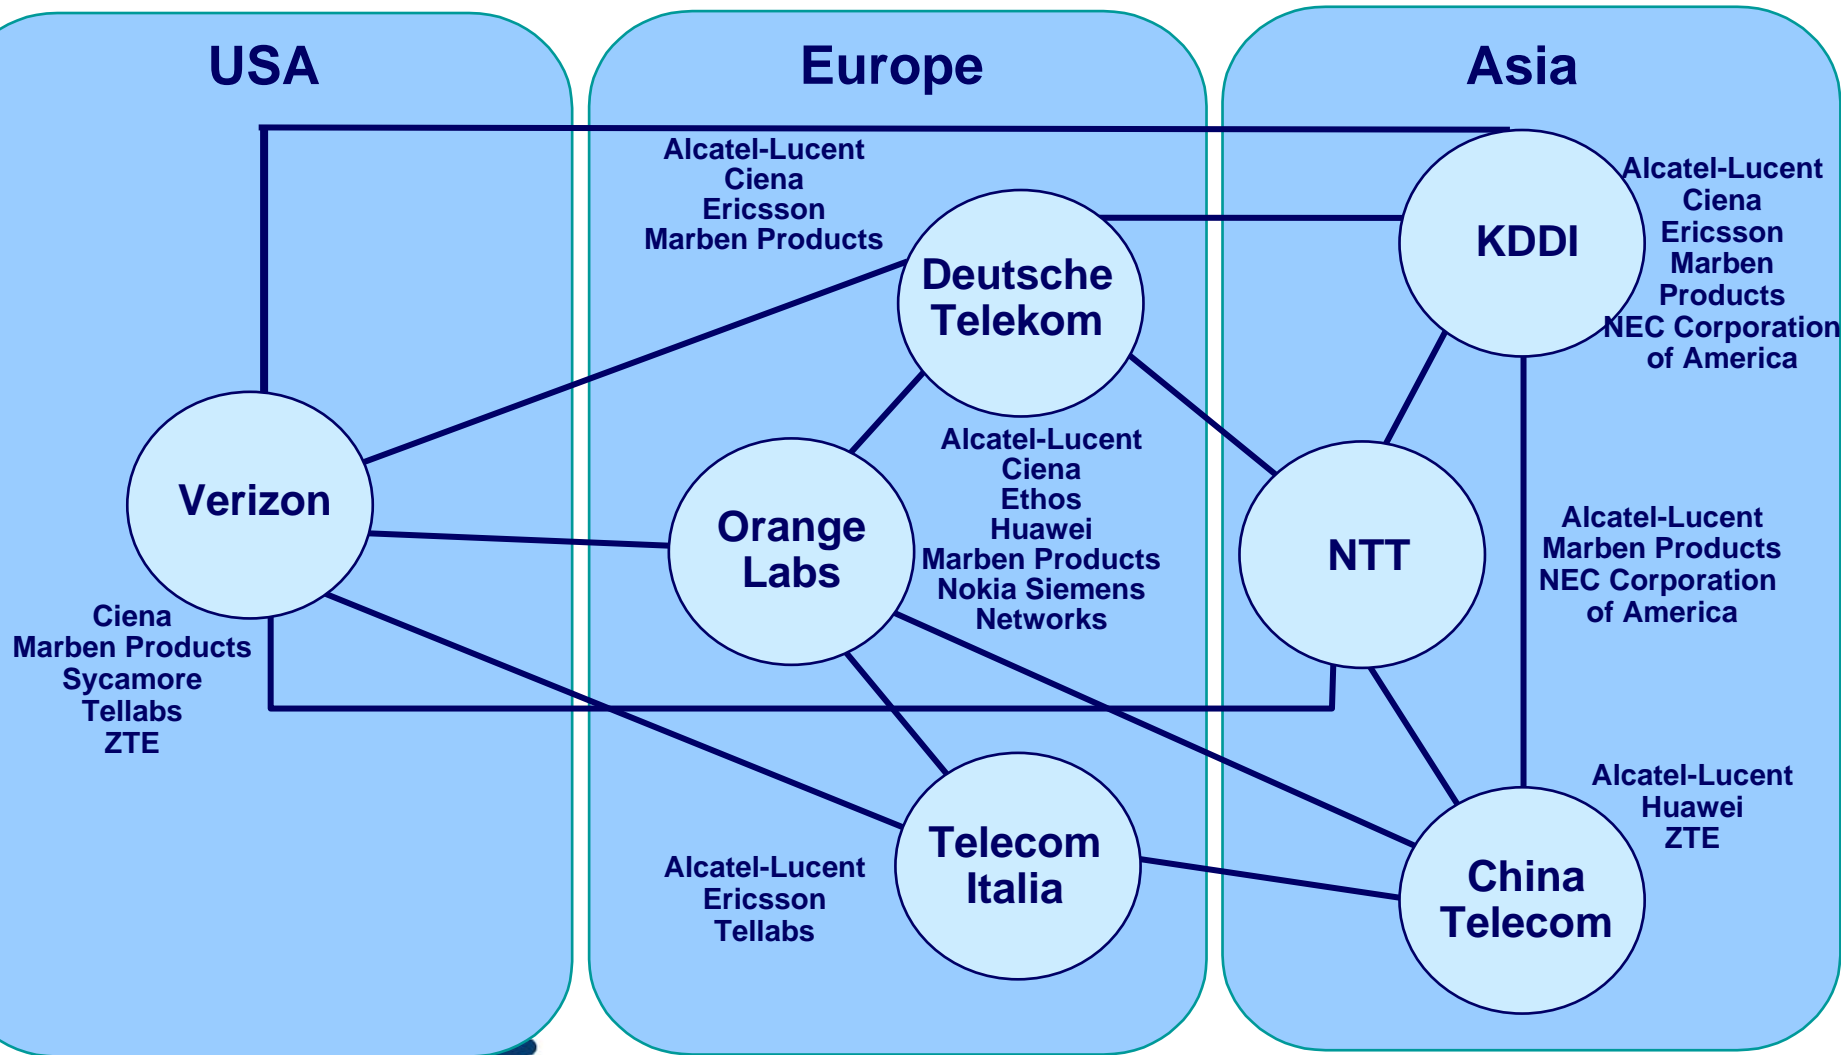 USA
Europe
Asia
Alcatel-Lucent
Ciena
Ericsson
Marben Products
Deutsche
Telekom
KDDI
Alcatel-Lucent
Ciena
Ericsson
Marben
Products
NEC Corporation
of America
Verizon
Orange
Labs
Alcatel-Lucent
Ciena
Ethos
Huawei
Marben Products
Nokia Siemens
Networks
NTT
Alcatel-Lucent
Marben Products
NEC Corporation
of America
Ciena
Marben Products
Sycamore
Tellabs
ZTE
Alcatel-Lucent
Ericsson
Tellabs
Telecom
Italia
Alcatel-Lucent
Huawei
ZTE
China
Telecom